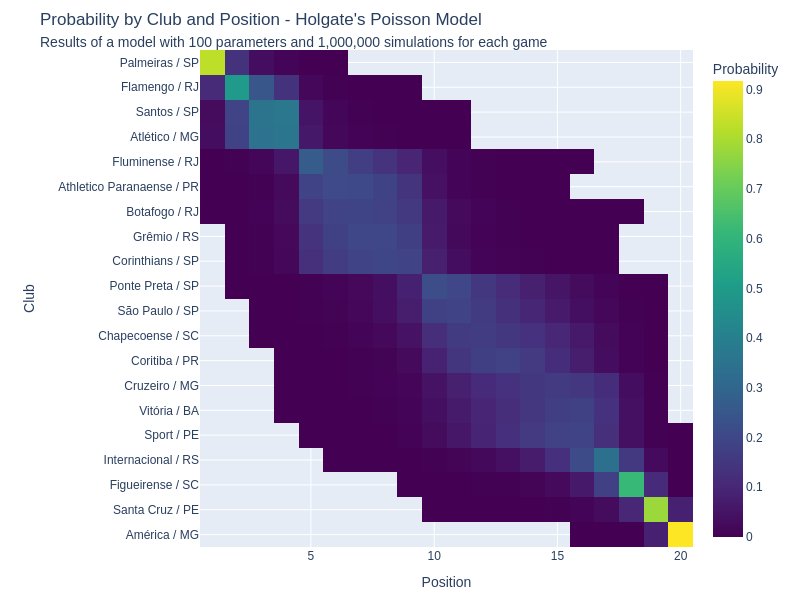 Probability by Club and Position - Holgate's Poisson Model
Results of a model with 100 parameters and 1,000,000 simulations for each game
Probability
Club
Palmeiras / SP
Flamengo / RJ
Santos / SP
Atlético / MG
Fluminense / RJ
Athletico Paranaense / PR
Botafogo / RJ
Grêmio / RS
Corinthians / SP
Ponte Preta / SP
São Paulo / SP
Chapecoense / SC
Coritiba / PR
Cruzeiro / MG
Vitória / BA
Sport / PE
Internacional / RS
Figueirense / SC
Santa Cruz / PE
América / MG
0.9
0.8
0.7
0.6
0.5
0.4
0.3
0.2
0.1
0
5
10
15
20
Position